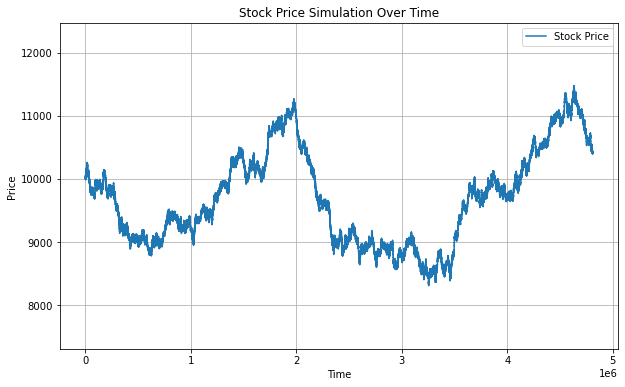 Stock Price Simulation Over Time
Stock Price
12000
11000
10000
9000
8000
Price
0 1 2 3 4 5
1e6
Time